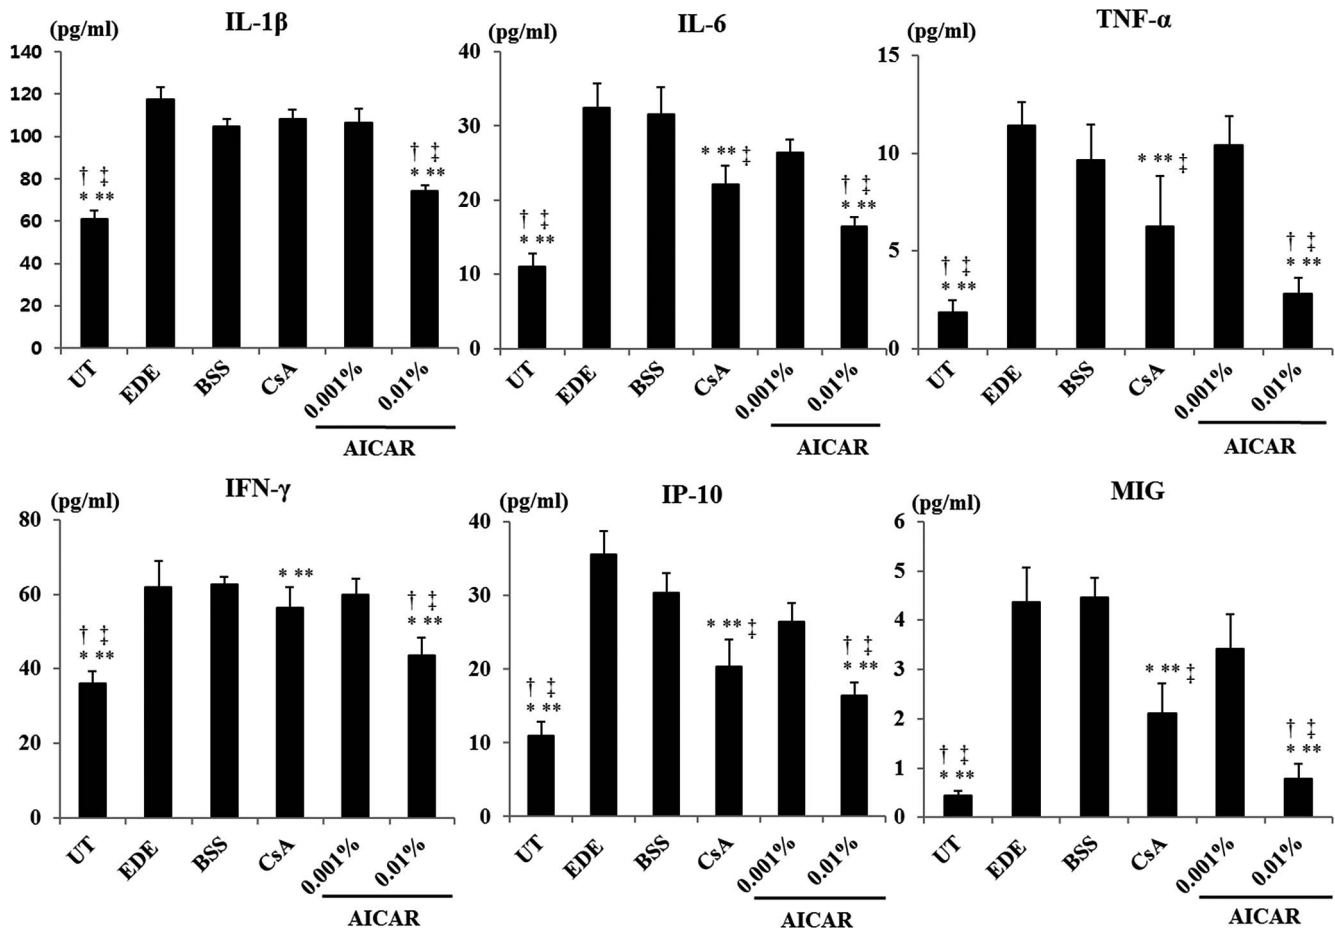 IL-1β
(pg/ml)
140
120
100
80
60
40
20
0
† ‡
* **
† ‡
* **
UT
EDE
BSS
CsA
0.001%
0.01%
AICAR
IL-6
(pg/ml)
40
30
20
10
0
† ‡
* **
* ** ‡
† ‡
* **
UT
EDE
BSS
CsA
0.001%
0.01%
AICAR
TNF-α
(pg/ml)
15
10
5
0
† ‡
* **
* ** ‡
† ‡
* **
UT
EDE
BSS
CsA
0.001%
0.01%
AICAR
IFN-γ
(pg/ml)
80
60
40
20
0
† ‡
* **
* **
† ‡
* **
UT
EDE
BSS
CsA
0.001%
0.01%
AICAR
IP-10
(pg/ml)
40
30
20
10
0
† ‡
* **
* ** ‡
† ‡
* **
UT
EDE
BSS
CsA
0.001%
0.01%
AICAR
MIG
(pg/ml)
6
5
4
3
2
1
0
† ‡
* **
* ** ‡
† ‡
* **
UT
EDE
BSS
CsA
0.001%
0.01%
AICAR